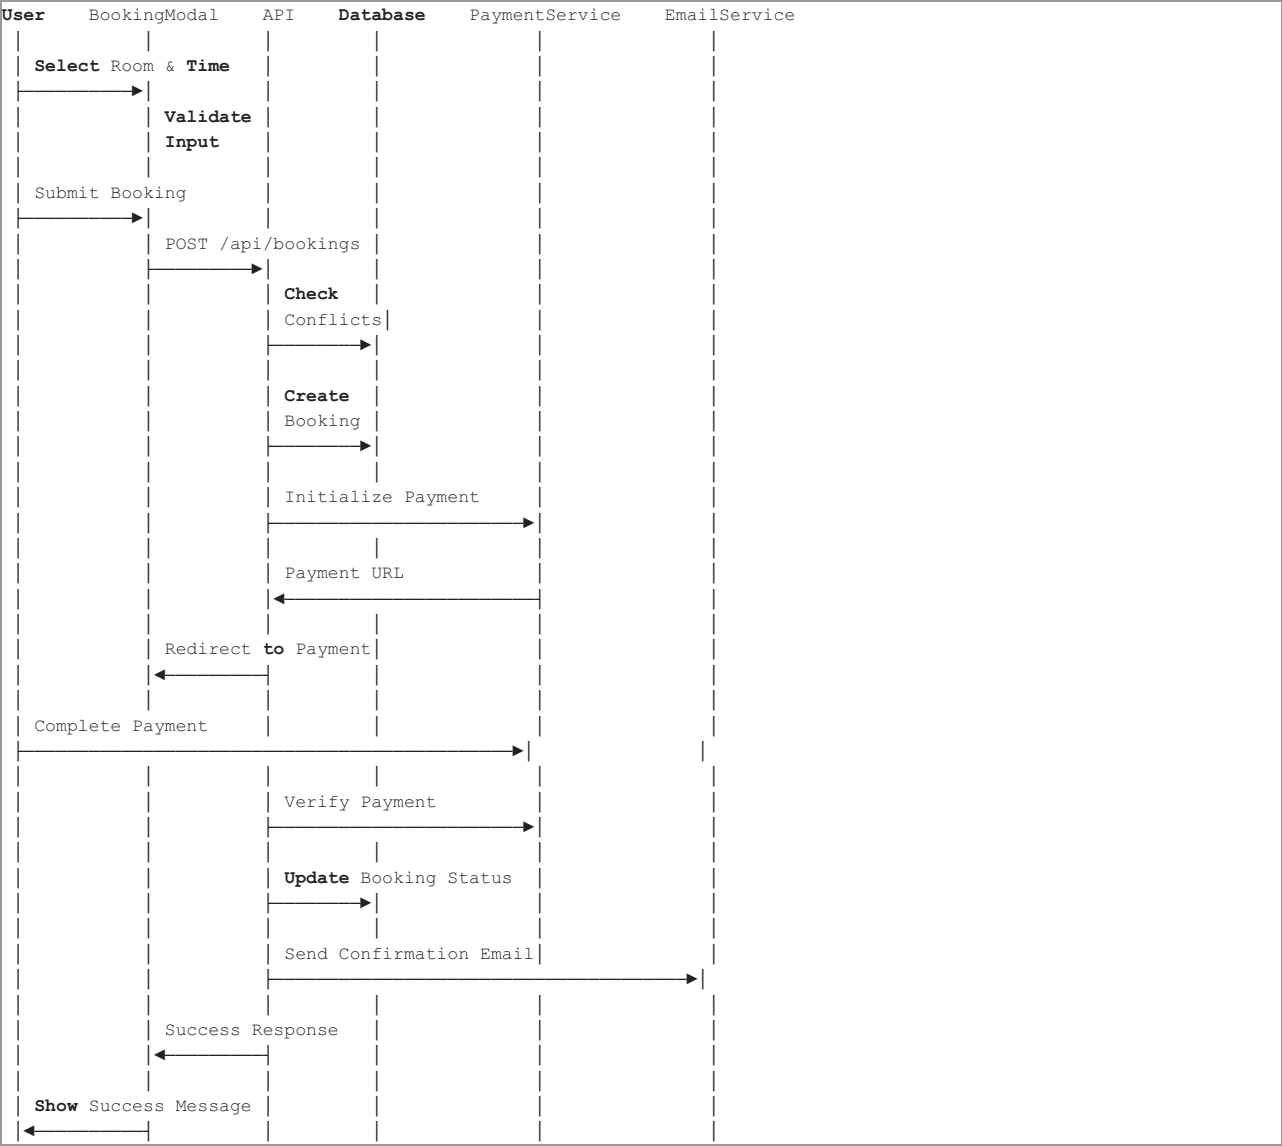 User BookingModal API Database PaymentService EmailService
Select Room & Time
Validate
Input
Submit Booking
POST /api/bookings
Check
Conflicts
Create
Booking
Initialize Payment
Payment URL
Redirect to Payment
Complete Payment
Verify Payment
Update Booking Status
Send Confirmation Email
Success Response
Show Success Message